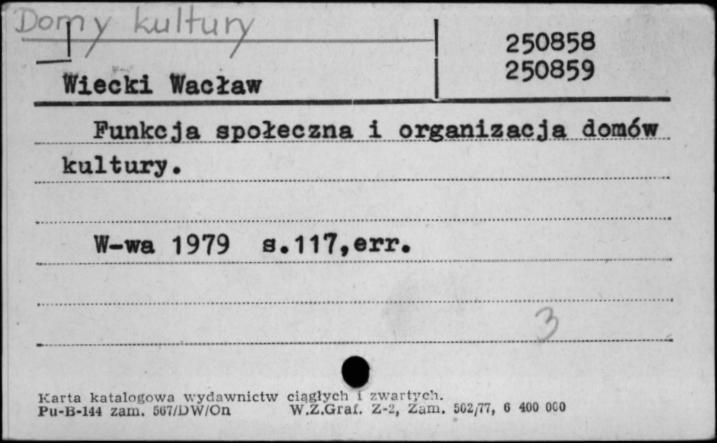 Domy kultury
250858
250859
Wiecki Wacław
Funkcja społeczna i organizacja domów
kultury.
W-wa 1979 s.117,err.
3
Karta katalogowa wydawnictw ciągłych i zwartych.
Pu-B-144 zam. 567/DW/On W.Z.Graf. Z-2, Zam. 502/77, 6 400 000